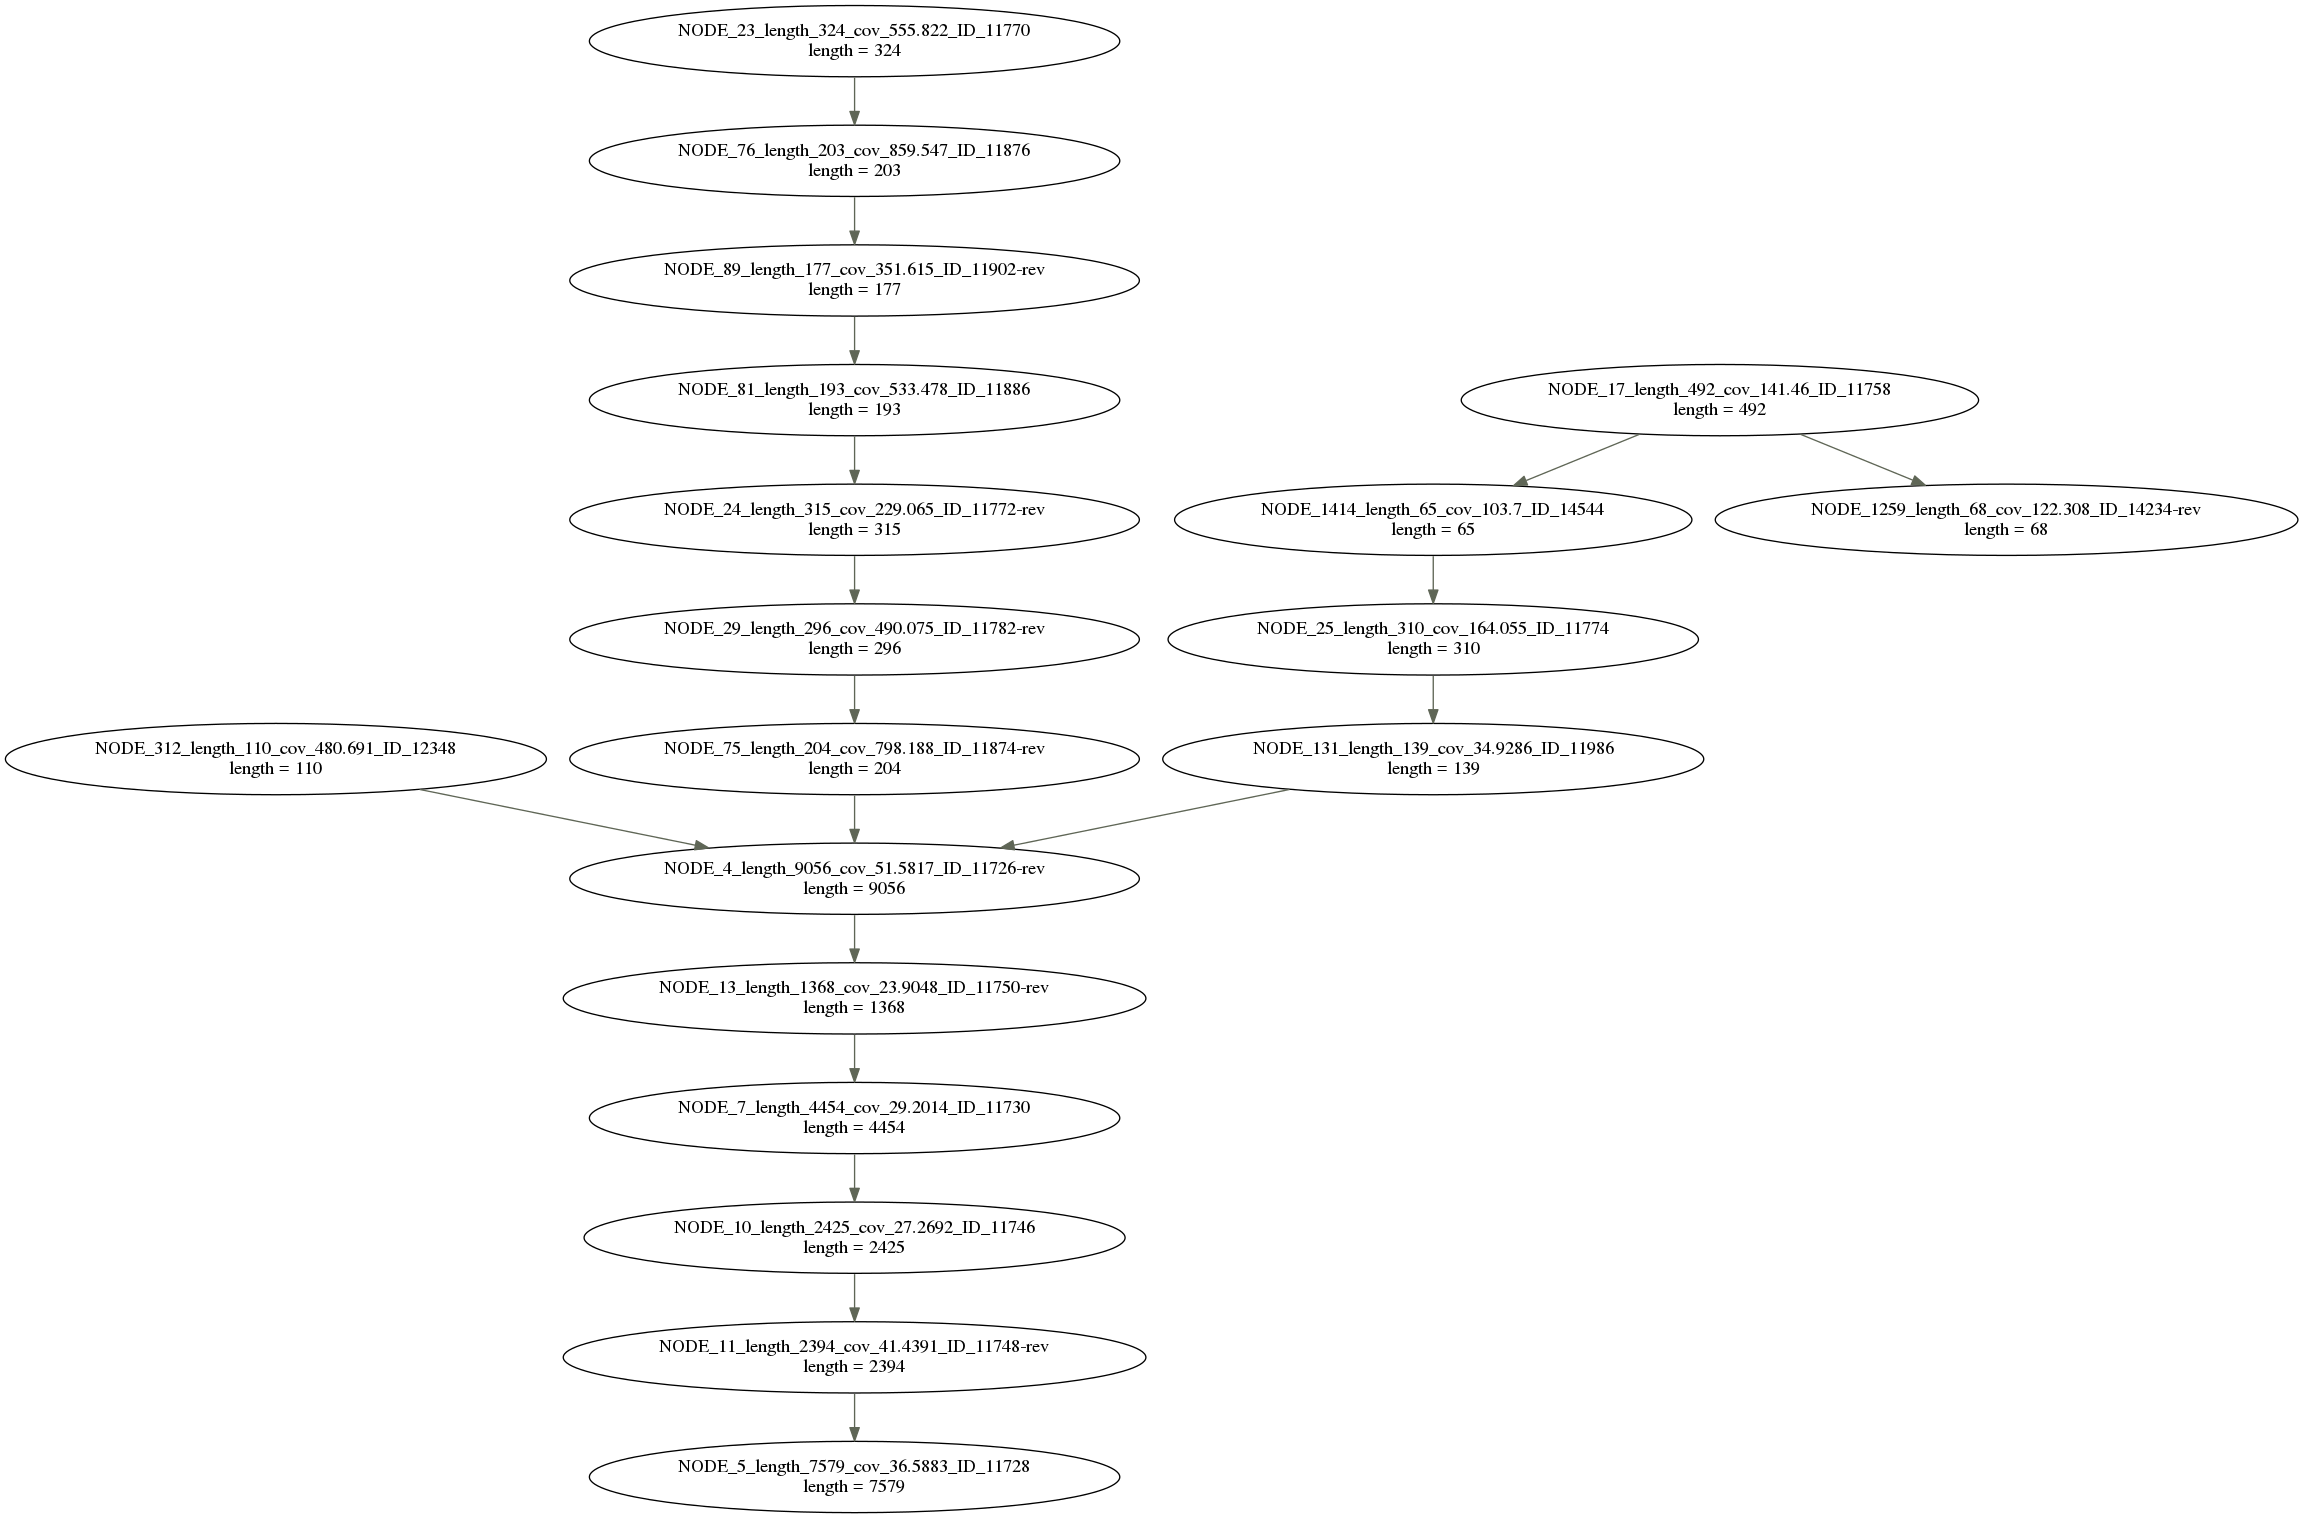 NODE_23_length_324_cov_555.822_ID_11770
length = 324
NODE_76_length_203_cov_859.547_ID_11876
length = 203
NODE_89_length_177_cov_351.615_ID_11902-rev
length = 177
NODE_81_length_193_cov_533.478_ID_11886
length = 193
NODE_17_length_492_cov_141.46_ID_11758
length = 492
NODE_24_length_315_cov_229.065_ID_11772-rev
length = 315
NODE_1414_length_65_cov_103.7_ID_14544
length = 65
NODE_1259_length_68_cov_122.308_ID_14234-rev
length = 68
NODE_29_length_296_cov_490.075_ID_11782-rev
length = 296
NODE_25_length_310_cov_164.055_ID_11774
length = 310
NODE_312_length_110_cov_480.691_ID_12348
length = 110
NODE_75_length_204_cov_798.188_ID_11874-rev
length = 204
NODE_131_length_139_cov_34.9286_ID_11986
length = 139
NODE_4_length_9056_cov_51.5817_ID_11726-rev
length = 9056
NODE_13_length_1368_cov_23.9048_ID_11750-rev
length = 1368
NODE_7_length_4454_cov_29.2014_ID_11730
length = 4454
NODE_10_length_2425_cov_27.2692_ID_11746
length = 2425
NODE_11_length_2394_cov_41.4391_ID_11748-rev
length = 2394
NODE_5_length_7579_cov_36.5883_ID_11728
length = 7579